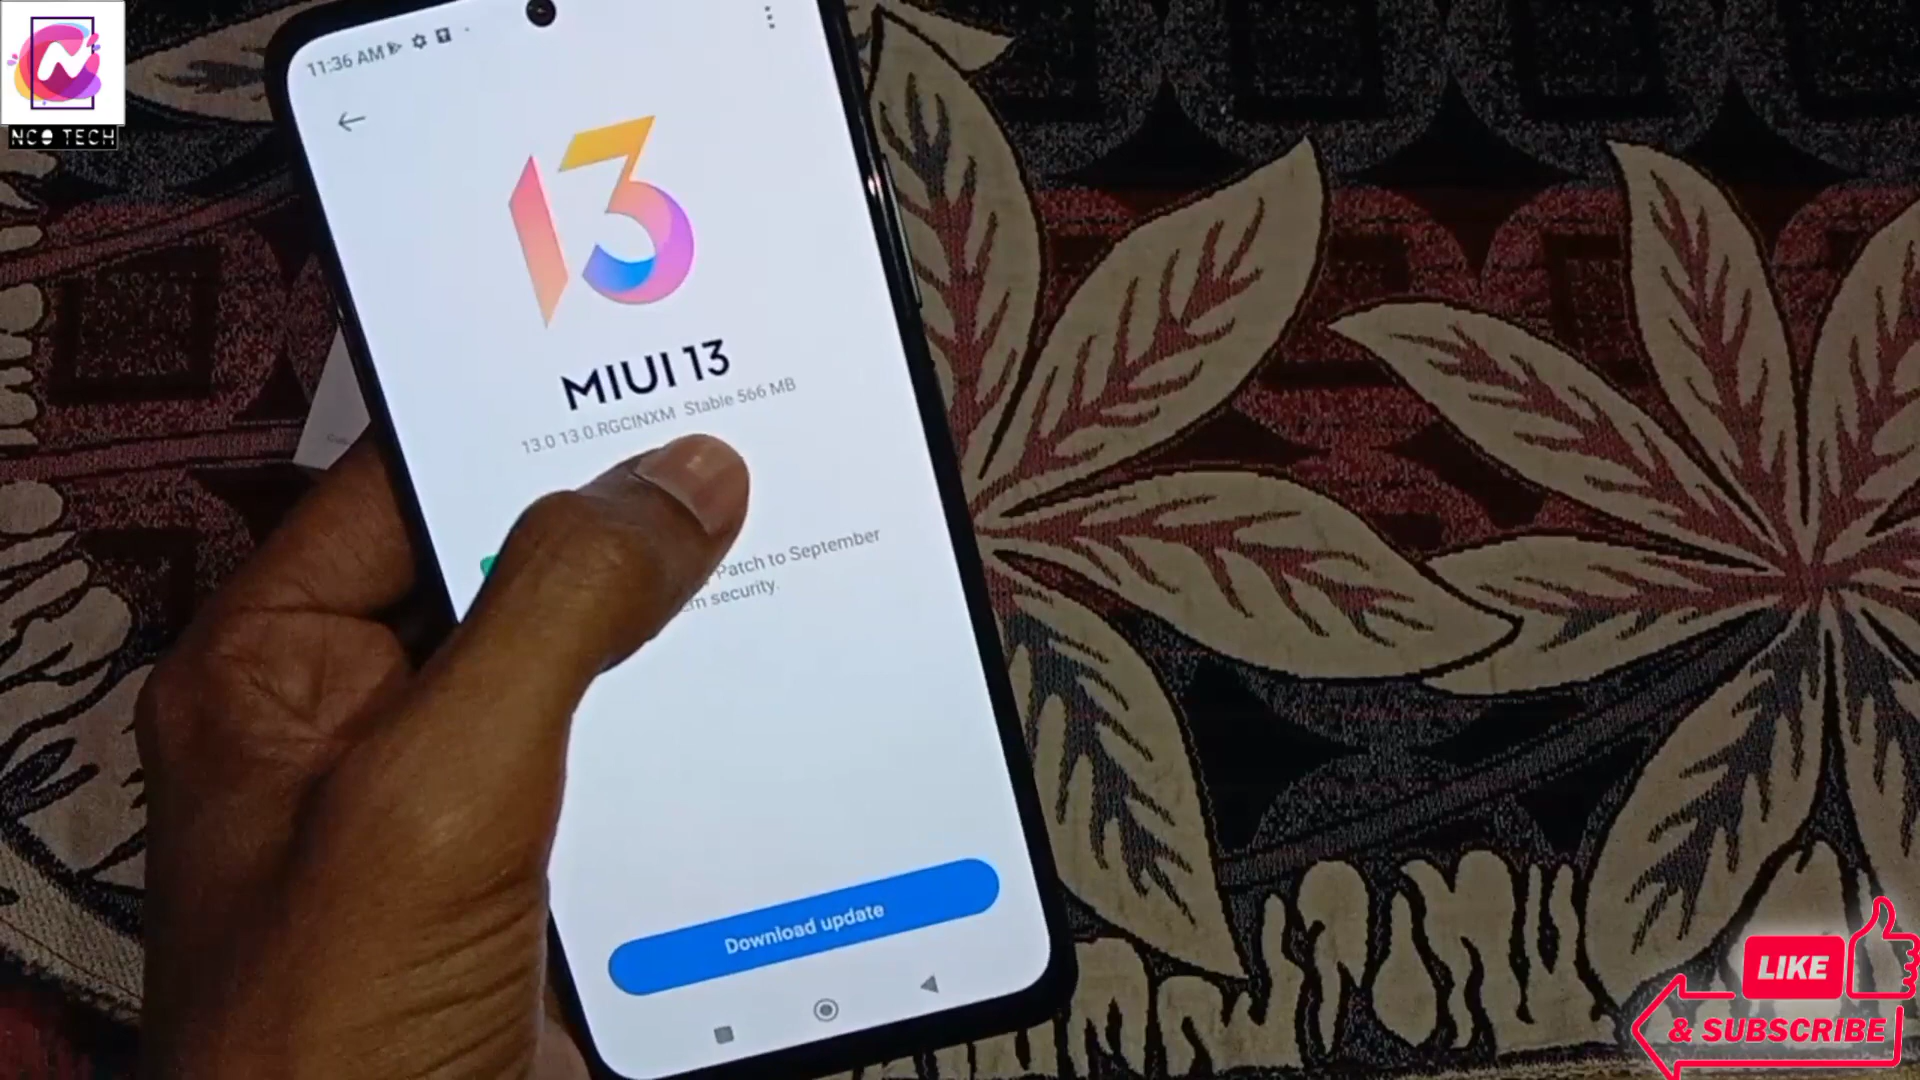 NCO TECH
11:36 AM
13
MIUI 13
13.0 13.0.RGCINXM Stable 566 MB
Patch to September
security.
Download update
LIKE
& SUBSCRIBE